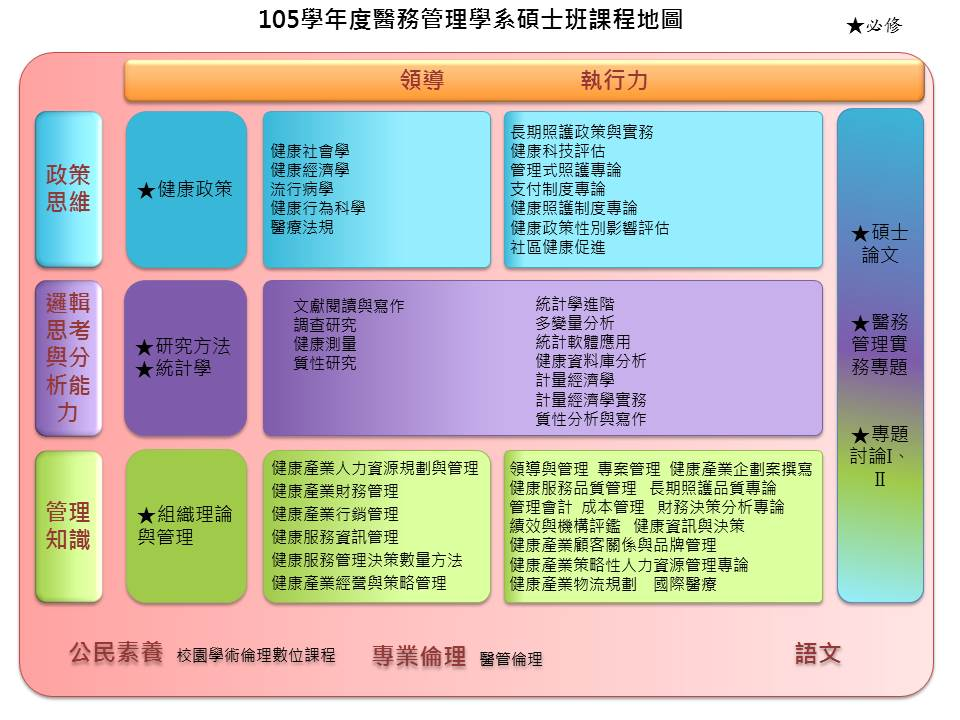 105學年度醫務管理學系碩士班課程地圖
★必修
領導
執行力
政策
思維
★健康政策
健康社會學
健康經濟學
流行病學
健康行為科學
醫療法規
長期照護政策與實務
健康科技評估
管理式照護專論
支付制度專論
健康照護制度專論
健康政策性別影響評估
社區健康促進
邏輯
思考
與分
析能
力
★研究方法
★統計學
文獻閱讀與寫作
調查研究
健康測量
質性研究
統計學進階
多變量分析
統計軟體應用
健康資料庫分析
計量經濟學
計量經濟學實務
質性分析與寫作
管理
知識
★組織理論
與管理
健康產業人力資源規劃與管理
健康產業財務管理
健康產業行銷管理
健康服務資訊管理
健康服務管理決策數量方法
健康產業經營與策略管理
領導與管理 專案管理 健康產業企劃案撰寫
健康服務品質管理 長期照護品質專論
管理會計 成本管理 財務決策分析專論
績效與機構評鑑 健康資訊與決策
健康產業顧客關係與品牌管理
健康產業策略性人力資源管理專論
健康產業物流規劃 國際醫療
★碩士
論文
★醫務
管理實
務專題
★專題
討論I、
II
公民素養 校園學術倫理數位課程
專業倫理 醫管倫理
語文